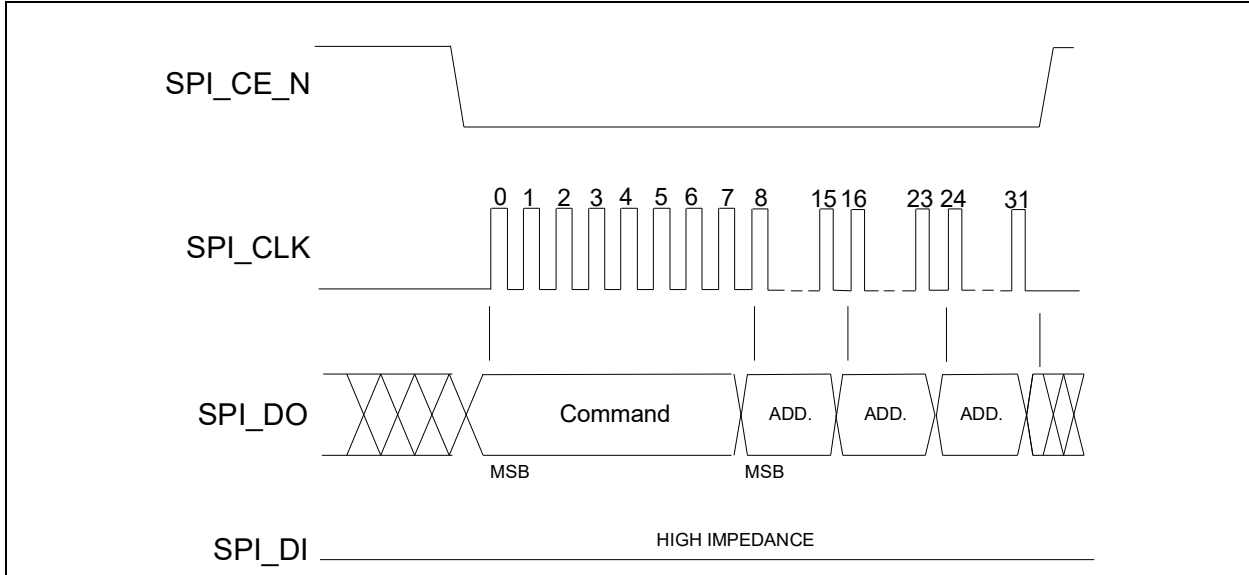 SPI_CE_N
0 1 2 3 4 5 6 7 8 15 16 23 24 31
SPI_CLK
SPI_DO
Command ADD. ADD. ADD.
MSB MSB
HIGH IMPEDANCE
SPI_DI